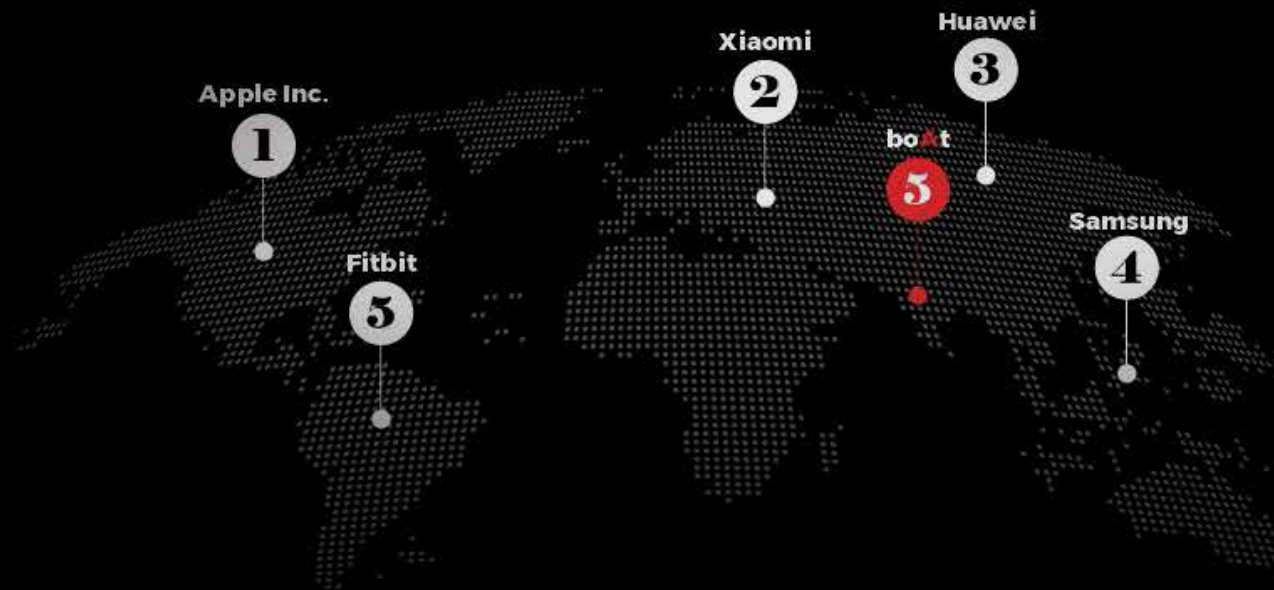 Apple Inc.
1
Xiaomi
2
Huawei
3
boAt
5
Samsung
4
Fitbit
5